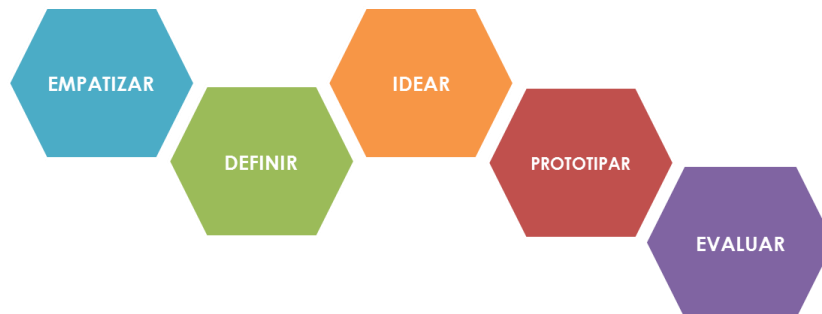 EMPATIZAR
DEFINIR
IDEAR
PROTOTIPAR
EVALUAR